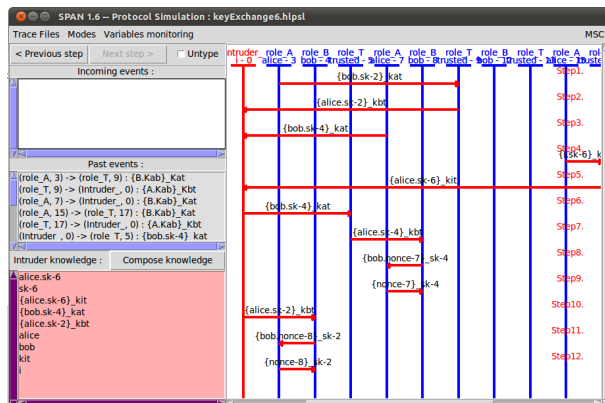 SPAN 1.6 -- Protocol Simulation : keyExchange6.hlpsl
Trace Files Modes Variables monitoring MSC
< Previous step Next step > Untype
Incoming events :
Past events :
(role_A, 3) -> (role_T, 9) : {B.Kab}_Kat
(role_T, 9) -> (Intruder_, 0) : {A.Kab}_Kbt
(role_A, 7) -> (Intruder_, 0) : {B.Kab}_Kat
(role_A, 15) -> (role_T, 17) : {B.Kab}_Kat
(role_T, 17) -> (Intruder_, 0) : {A.Kab}_Kbt
(Intruder_, 0) -> (role_T, 5) : {bob.sk-4}_kat
Intruder knowledge : Compose knowledge
alice.sk-6
sk-6
{alice.sk-6}_kit
{bob.sk-4}_kat
{alice.sk-2}_kbt
alice
bob
kit
i
intruder role_A role_B role_T role_A role_B role_T role_B role_T role_A
i - 0 alice - 3 bob - 4 trusted - 5 alice - 7 bob - 8 alice - 15
Step1.
{bob.sk-2}_kat
Step2.
{alice.sk-2}_kbt
Step3.
{bob.sk-4}_kat
Step4.
Step5.
{alice.sk-6}_kit
Step6.
{bob.sk-4}_kat
Step7.
{alice.sk-4}_kbt
Step8.
{bob.nonce-7}_sk-4
Step9.
{nonce-7}_sk-4
Step10.
{alice.sk-2}_kbt
Step11.
{bob.nonce-8}_sk-2
Step12.
{nonce-8}_sk-2